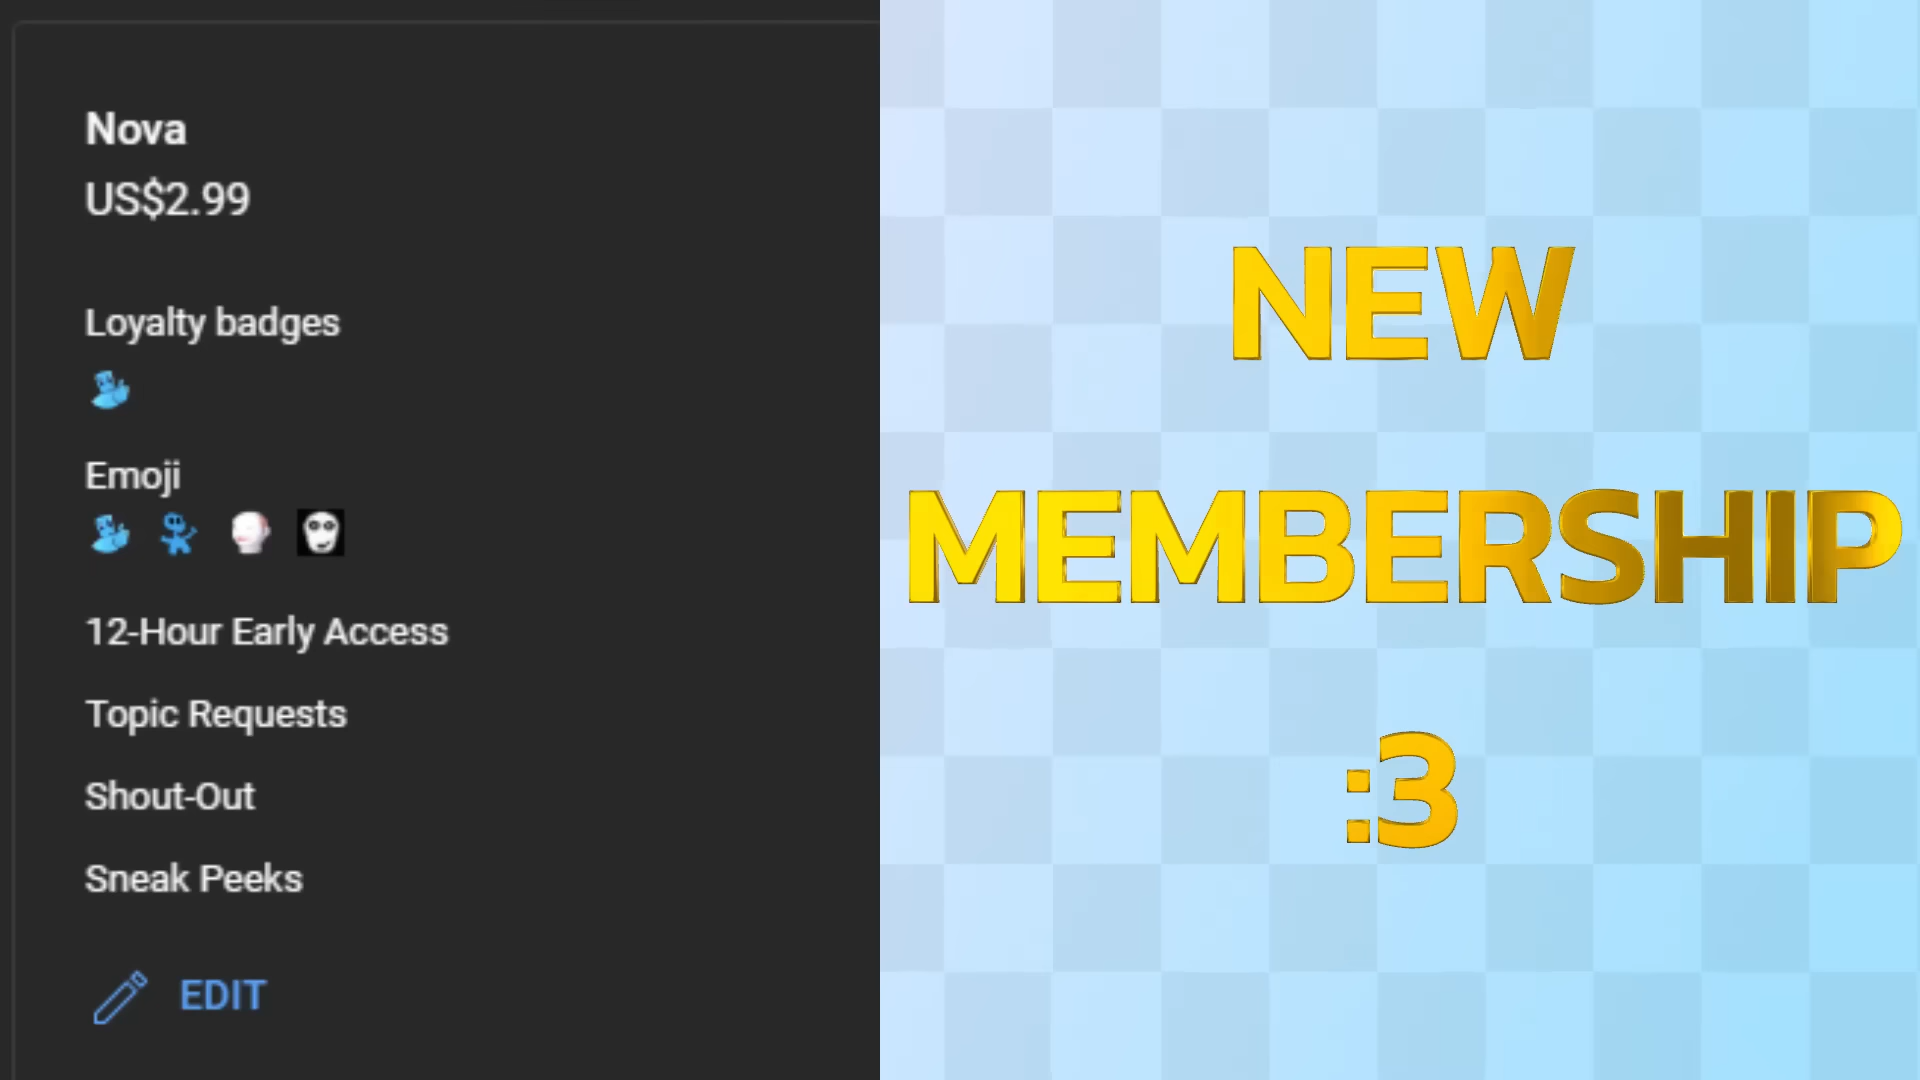 Nova
US$2.99
Loyalty badges
Emoji
12-Hour Early Access
Topic Requests
Shout-Out
Sneak Peeks
EDIT
NEW
MEMBERSHIP
:3